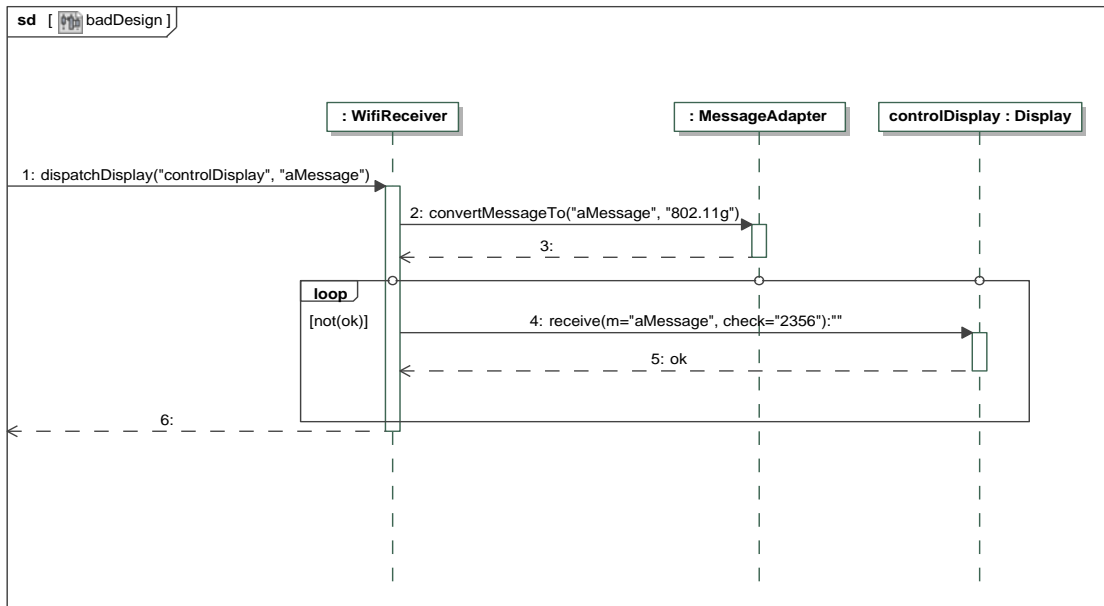 sd [ badDesign ]
: WifiReceiver
: MessageAdapter
controlDisplay : Display
1: dispatchDisplay("controlDisplay", "aMessage")
2: convertMessageTo("aMessage", "802.11g")
3:
loop
[not(ok)]
4: receive(m="aMessage", check="2356"):""
5: ok
6: